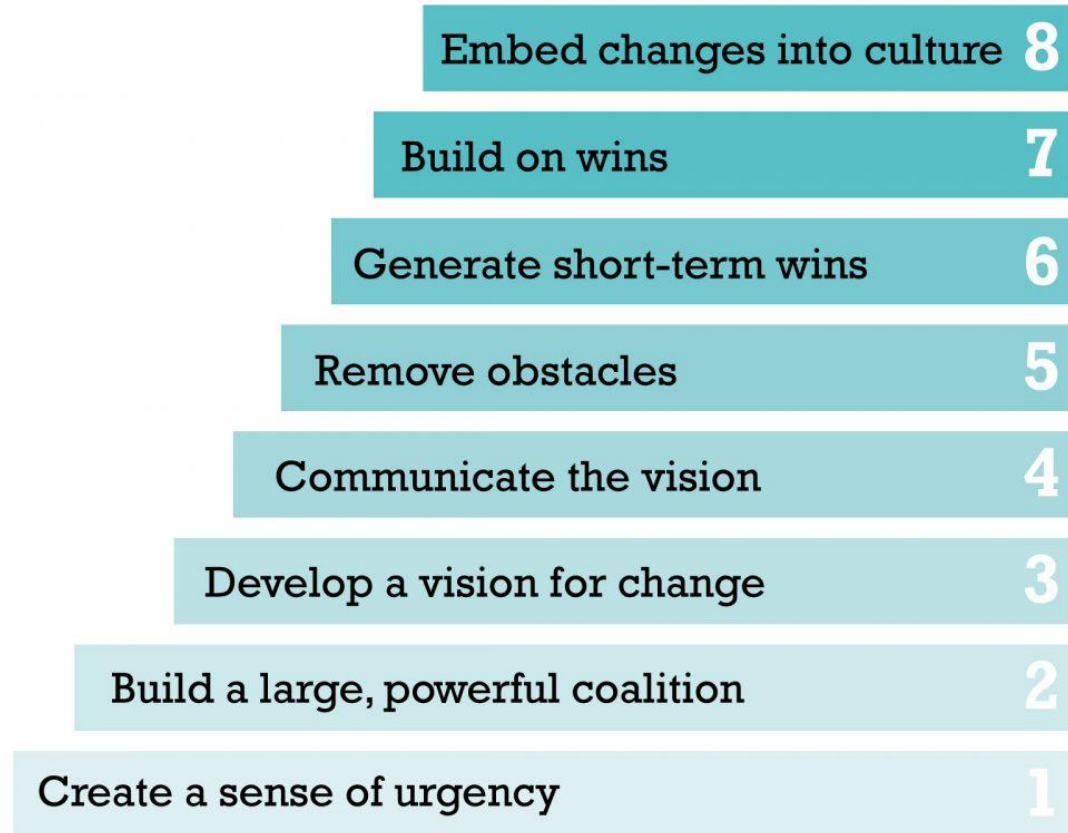 Embed changes into culture 8
Build on wins 7
Generate short-term wins 6
Remove obstacles 5
Communicate the vision 4
Develop a vision for change 3
Build a large, powerful coalition 2
Create a sense of urgency 1